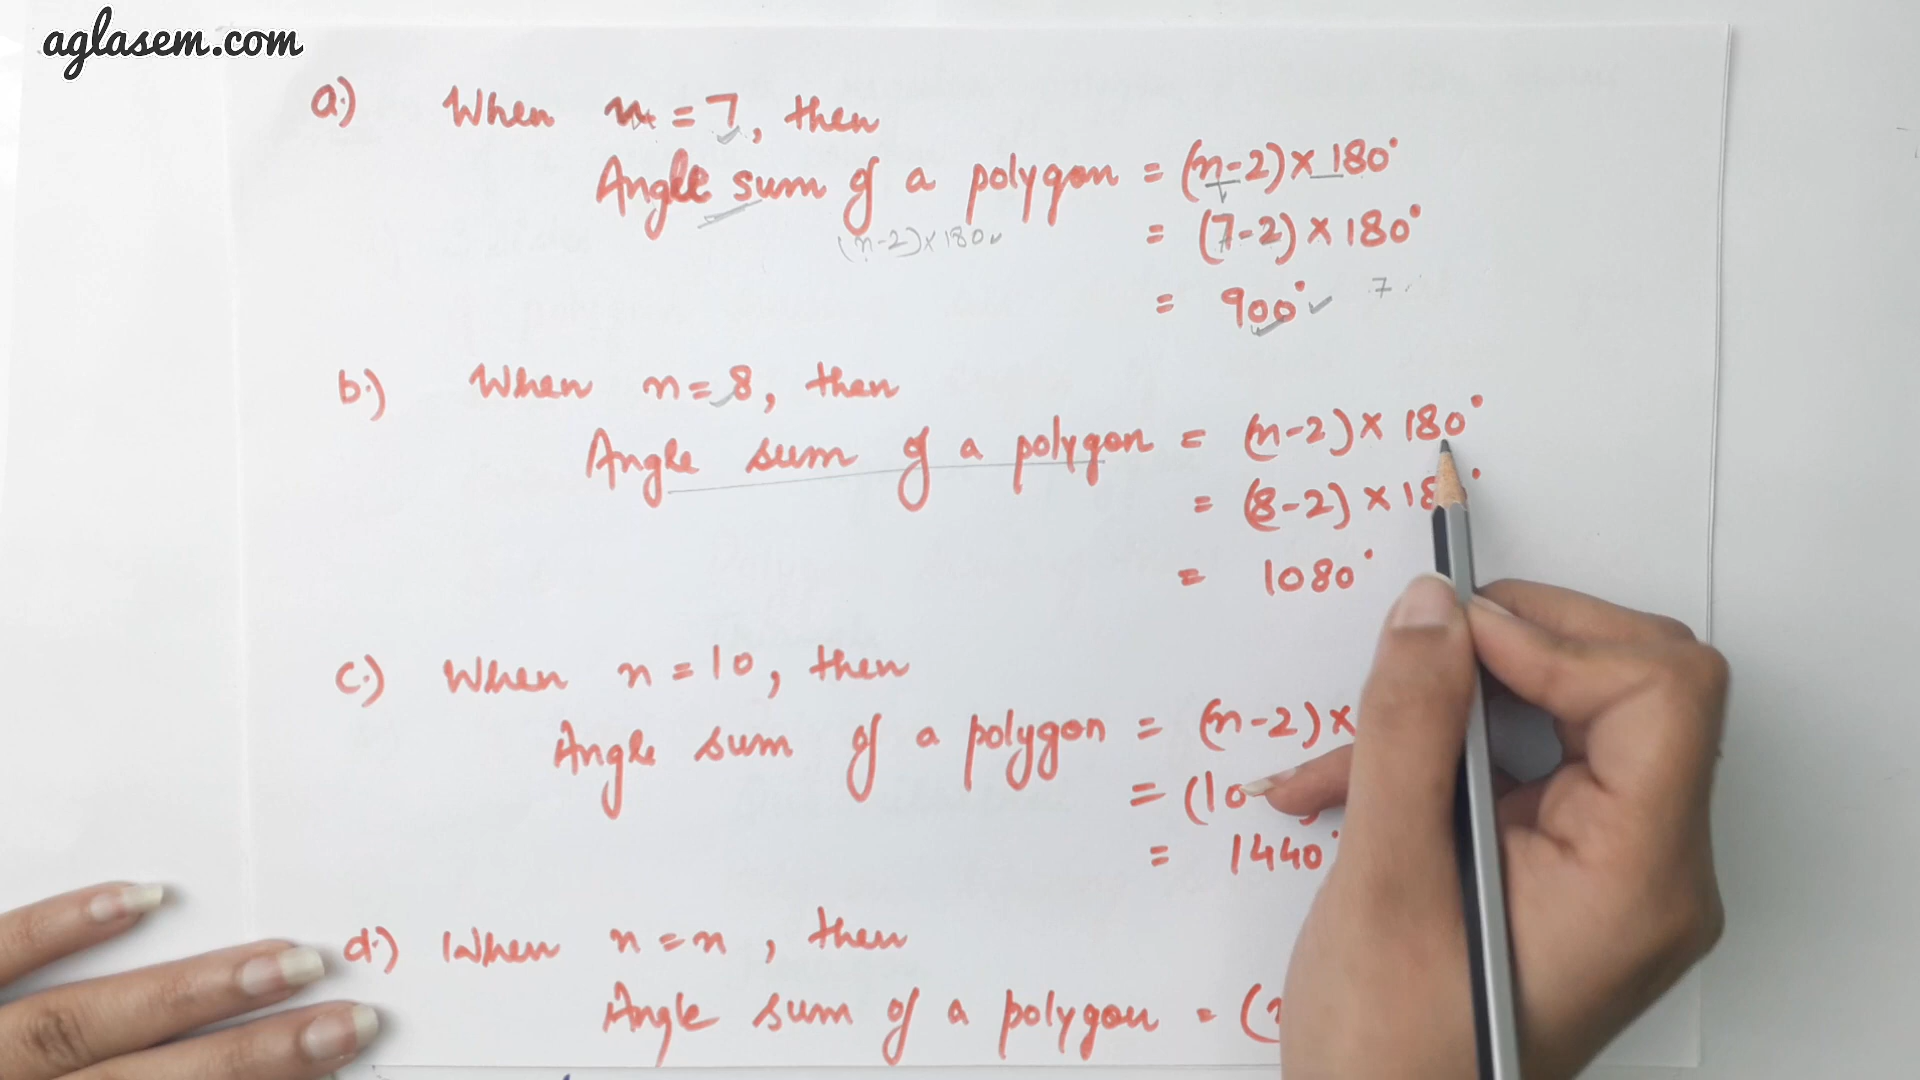 aglasem.com
a.) When n = 7, then
Angle sum of a polygon = (n-2) × 180°
(n-2) × 180
= (7-2) × 180°
= 900°
7
b.) When n = 8, then
Angle sum of a polygon = (n-2) × 180°
= (8-2) × 18
= 1080°
c.) When n = 10, then
Angle sum of a polygon = (n-2) ×
= (10
= 1440°
d.) When n = n, then
Angle sum of a polygon = (